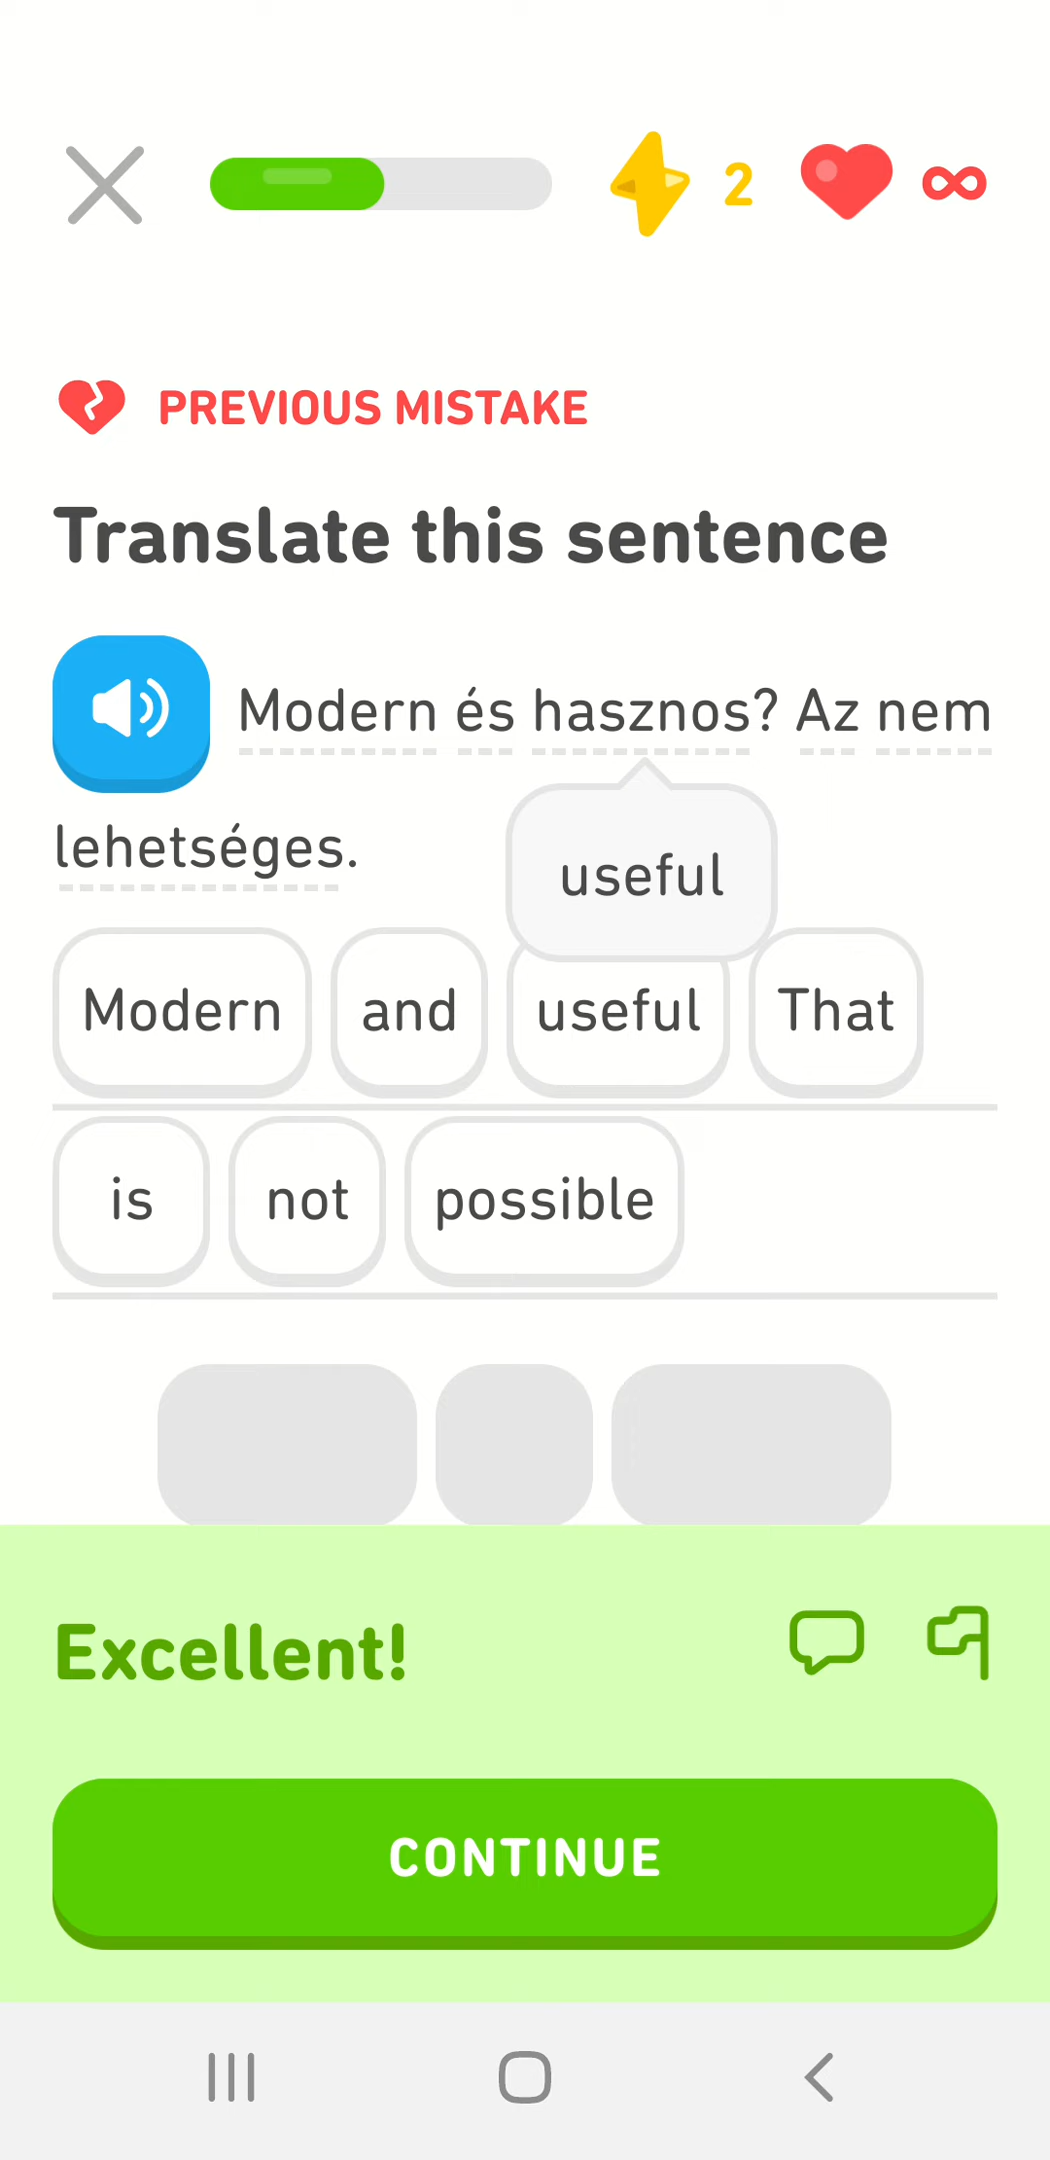 2 ∞
PREVIOUS MISTAKE
Translate this sentence
Modern és hasznos? Az nem
lehetséges.
useful
Modern and useful That
is not possible
Excellent!
CONTINUE